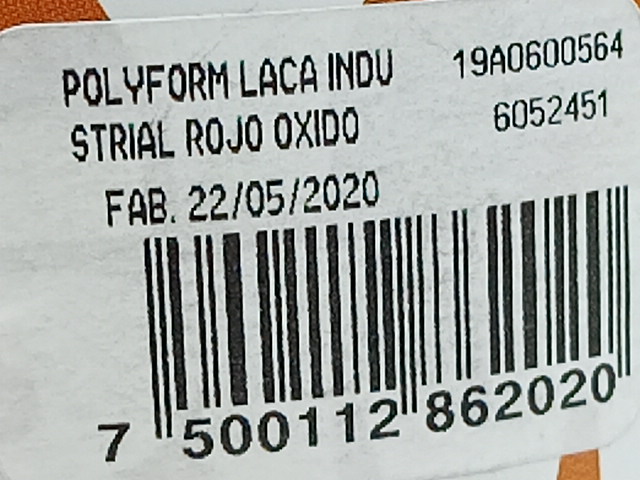 POLYFORM LACA INDU 19A0600564
STRIAL ROJO OXIDO 6052451
FAB. 22/05/2020
7 500112 862020